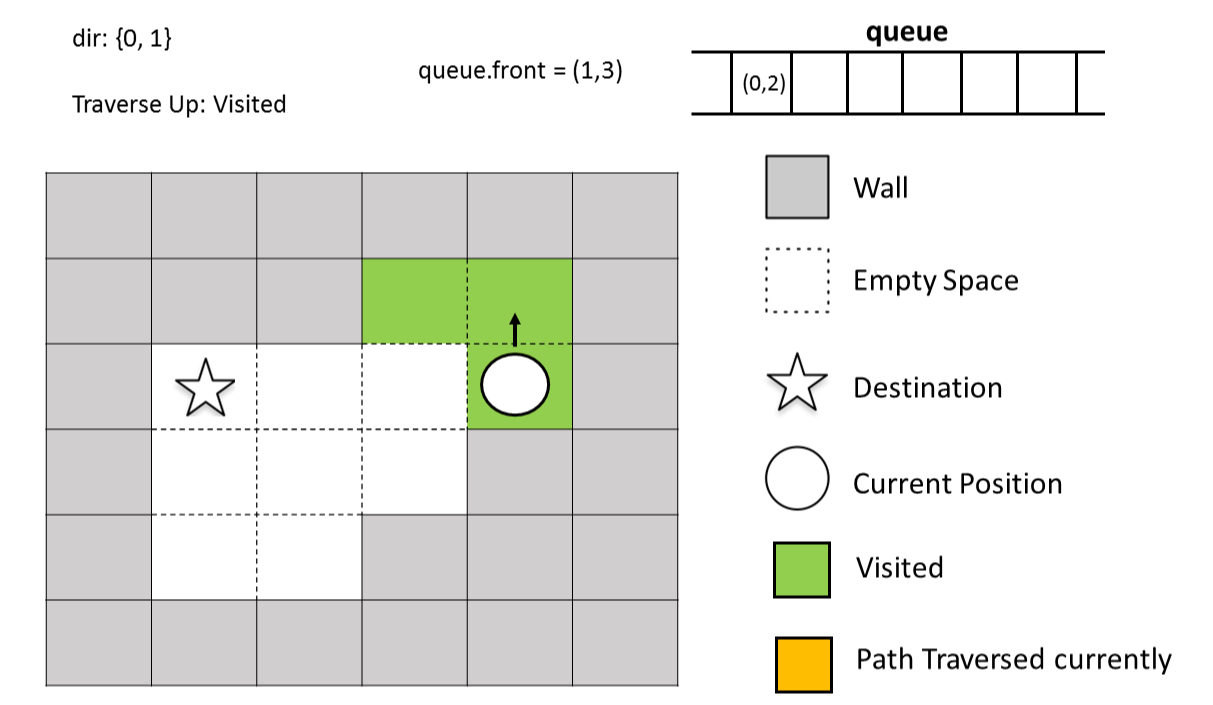 dir: {0, 1}
queue
queue.front = (1,3)
(0,2)
Traverse Up: Visited
Wall
Empty Space
Destination
Current Position
Visited
Path Traversed currently